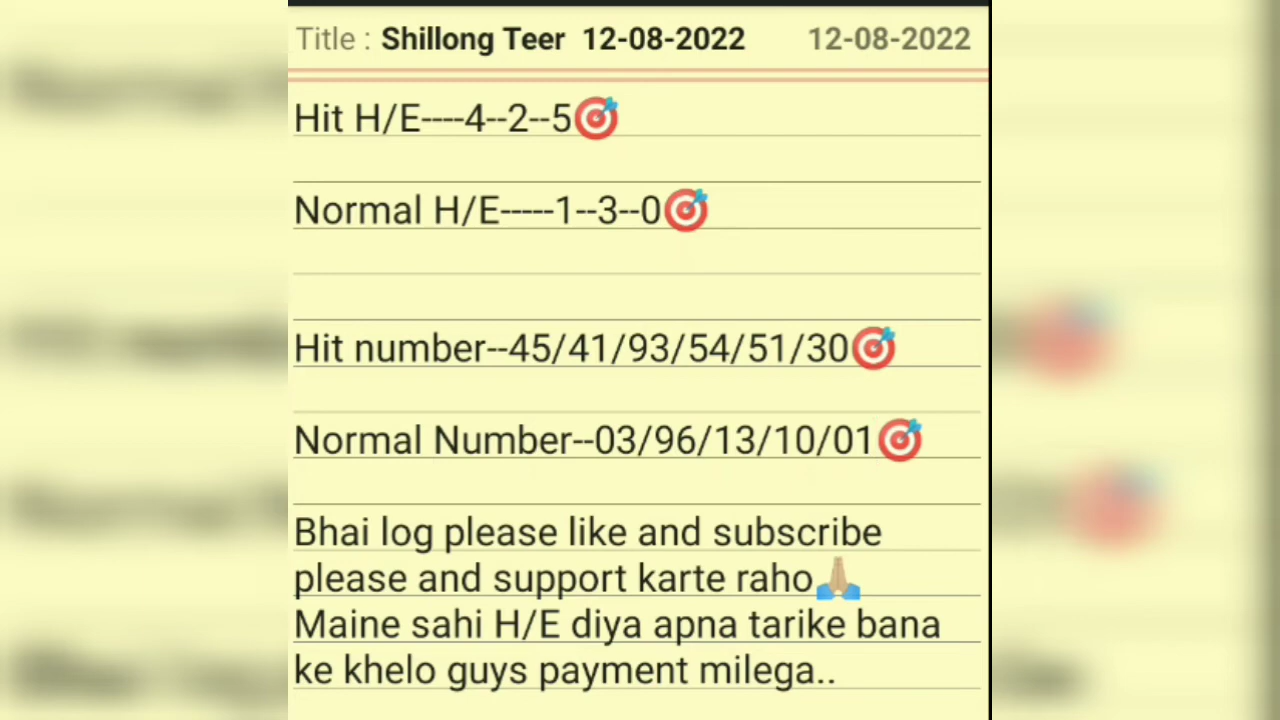 Title : Shillong Teer 12-08-2022 12-08-2022
Hit H/E----4--2--5🎯
Normal H/E-----1--3--0🎯
Hit number--45/41/93/54/51/30🎯
Normal Number--03/96/13/10/01🎯
Bhai log please like and subscribe
please and support karte raho🙏🏼
Maine sahi H/E diya apna tarike bana
ke khelo guys payment milega..